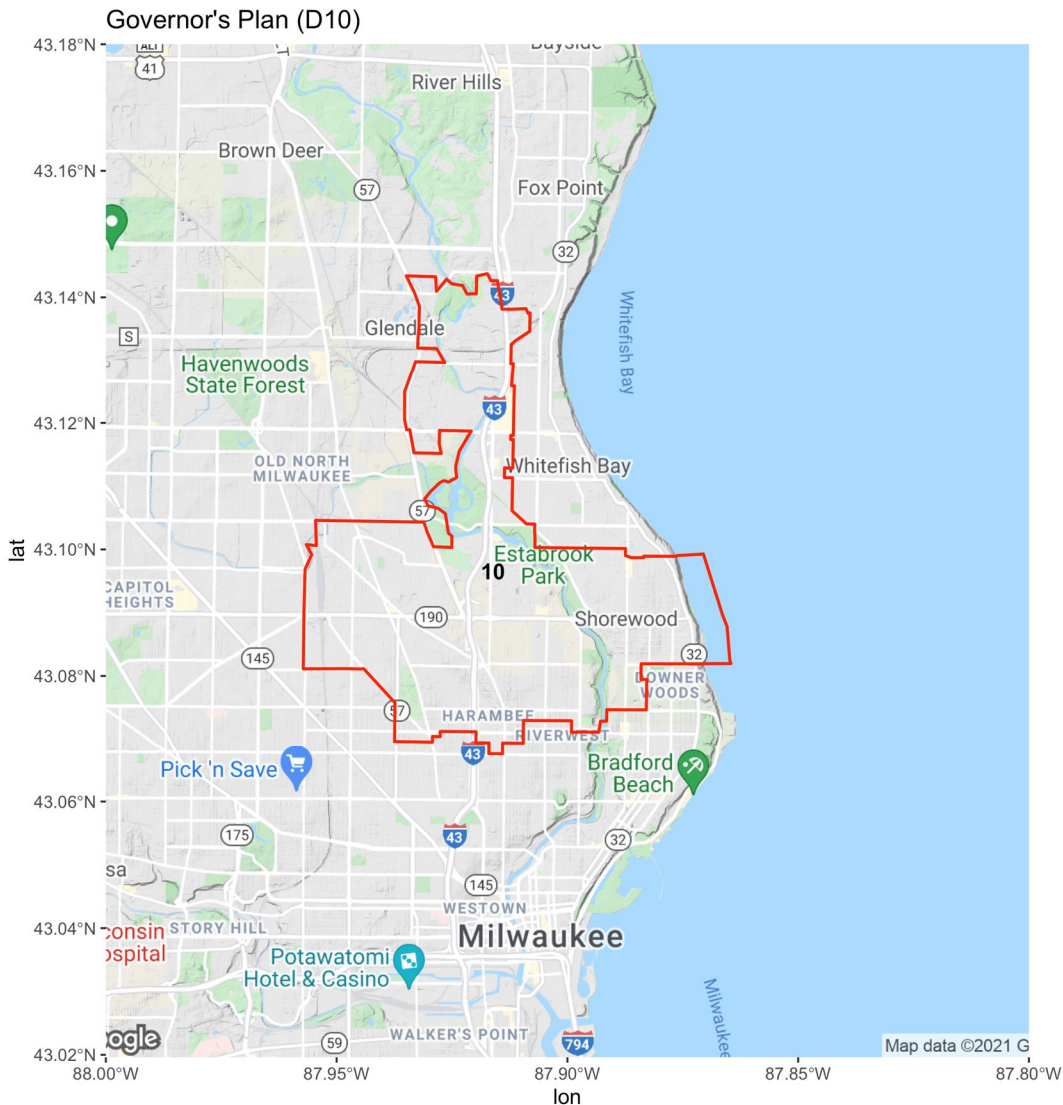 Governor's Plan (D10)
43.18°N
ALT
41
Bayside
River Hills
43.16°N
Brown Deer
57
Fox Point
32
43.14°N
43
Whitefish Bay
S
Glendale
Havenwoods
State Forest
43.12°N
43
OLD NORTH
MILWAUKEE
Whitefish Bay
57
lat
43.10°N
Estabrook
Park
10
CAPITOL
HEIGHTS
190
Shorewood
145
32
43.08°N
DOWNER
WOODS
57
HARAMBEE
RIVERWEST
43
Pick 'n Save
Bradford
Beach
43.06°N
175
43
32
sa
145
WESTOWN
43.04°N
STORY HILL
Milwaukee
consin
ospital
Potawatomi
Hotel & Casino
Milwaukee
WALKER'S POINT
59
794
ogle
Map data ©2021 G
43.02°N
88.00°W
87.95°W
87.90°W
87.85°W
87.80°W
lon